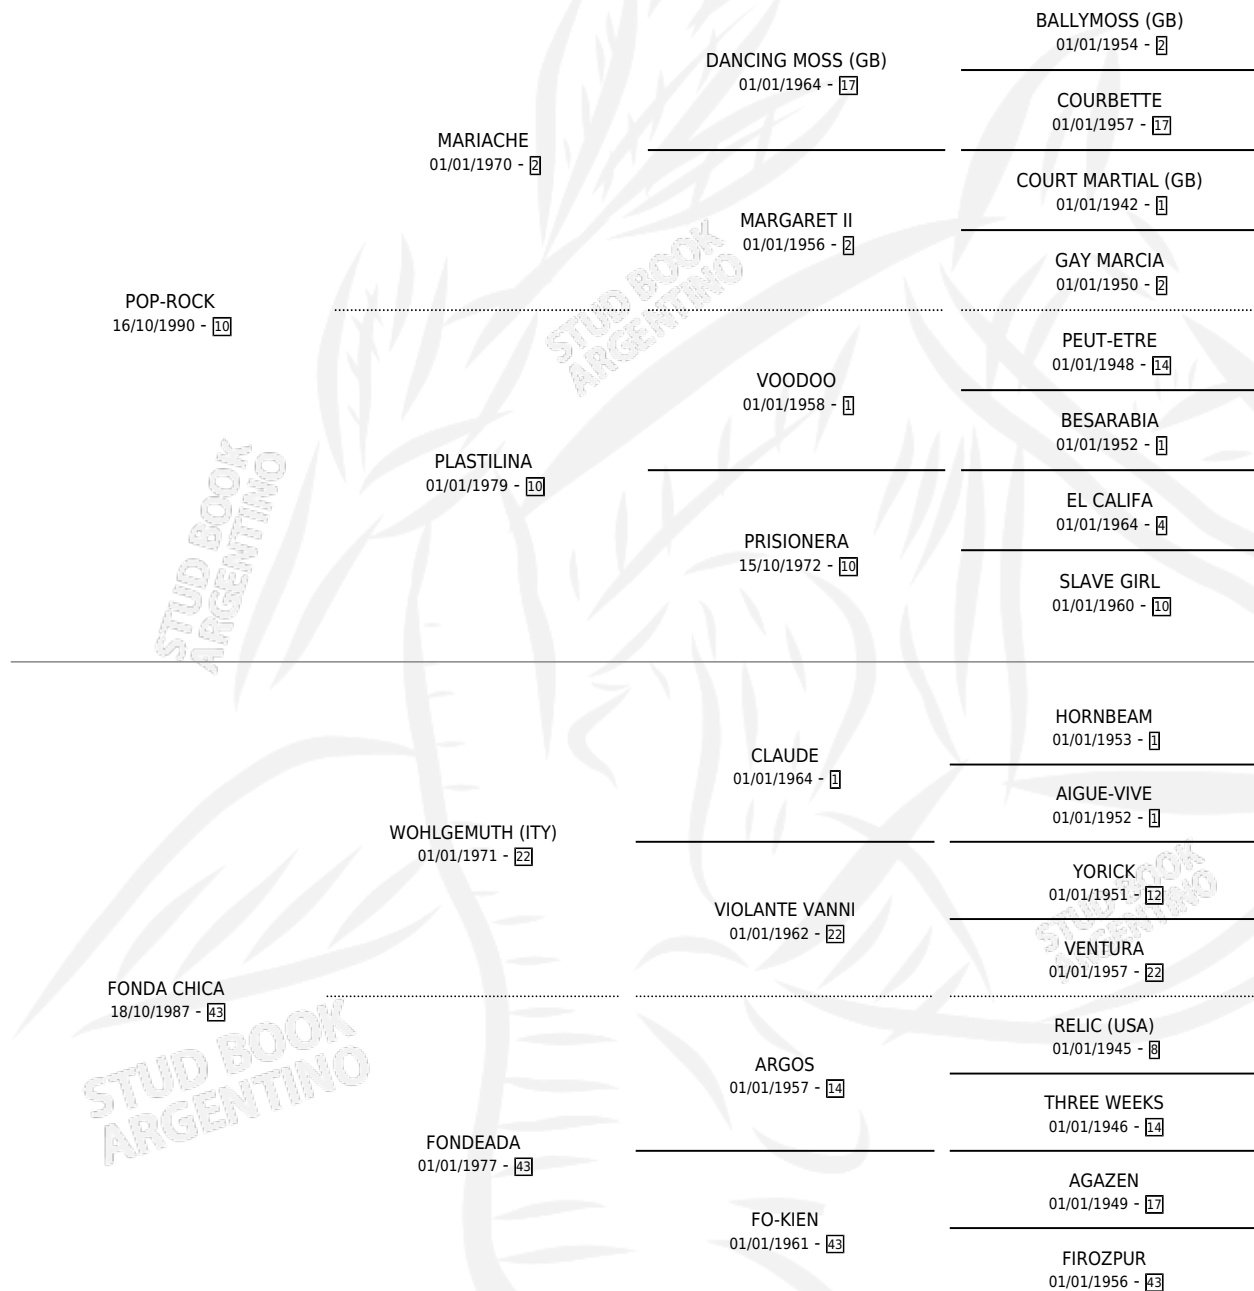 BALLYMOSS (GB)
01/01/1954 - 2
DANCING MOSS (GB)
01/01/1964 - 17
COURBETTE
01/01/1957 - 17
MARIACHE
01/01/1970 - 2
COURT MARTIAL (GB)
01/01/1942 - 1
MARGARET II
01/01/1956 - 2
GAY MARCIA
01/01/1950 - 2
POP-ROCK
16/10/1990 - 10
STUD BOOK
ARGENTINO
PEUT-ETRE
01/01/1948 - 14
VOODOO
01/01/1958 - 1
BESARABIA
01/01/1952 - 1
PLASTILINA
01/01/1979 - 10
EL CALIFA
01/01/1964 - 4
PRISIONERA
15/10/1972 - 10
SLAVE GIRL
01/01/1960 - 10
STUD BOOK
ARGENTINO
HORNBEAM
01/01/1953 - 1
CLAUDE
01/01/1964 - 1
AIGUE-VIVE
01/01/1952 - 1
WOHLGEMUTH (ITY)
01/01/1971 - 22
YORICK
01/01/1951 - 12
VIOLANTE VANNI
01/01/1962 - 22
VENTURA
01/01/1957 - 22
STUD BOOK
ARGENTINO
FONDA CHICA
18/10/1987 - 43
RELIC (USA)
01/01/1945 - 8
ARGOS
01/01/1957 - 14
THREE WEEKS
01/01/1946 - 14
STUD BOOK
ARGENTINO
FONDEADA
01/01/1977 - 43
AGAZEN
01/01/1949 - 17
FO-KIEN
01/01/1961 - 43
FIROZPUR
01/01/1956 - 43